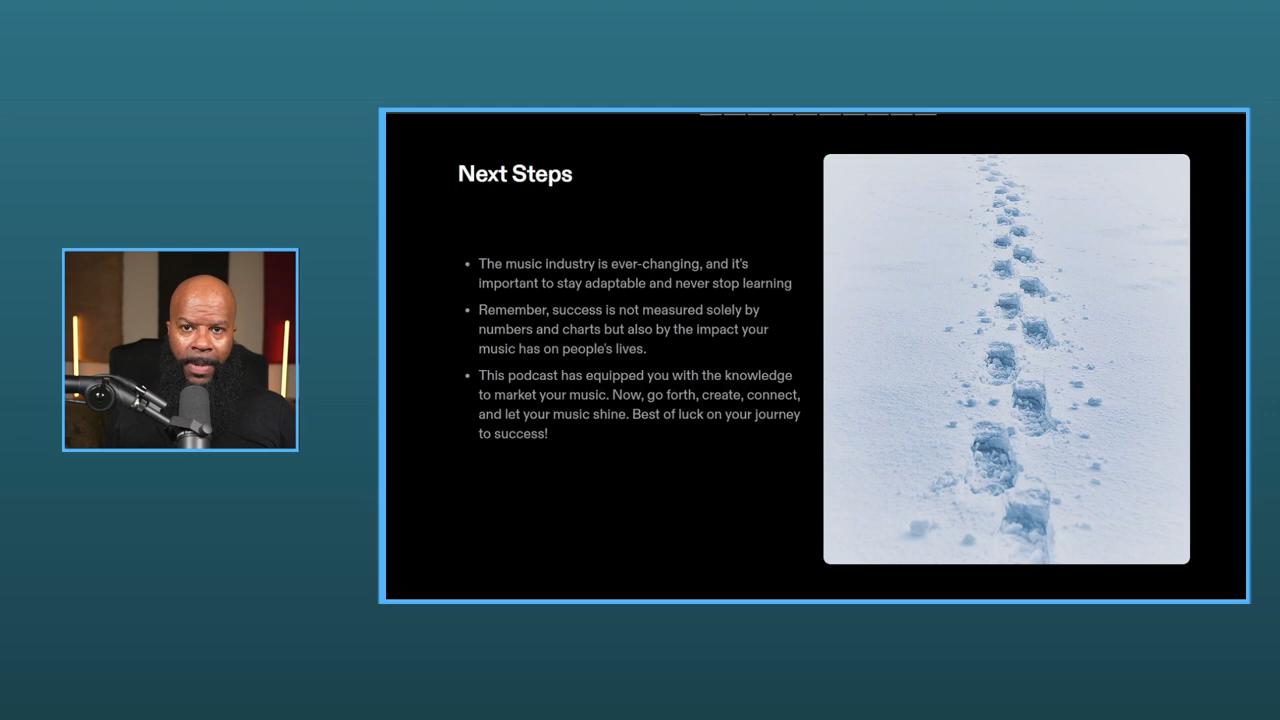 Next Steps
The music industry is ever-changing, and it's
important to stay adaptable and never stop learning
Remember, success is not measured solely by
numbers and charts but also by the impact your
music has on people's lives.
This podcast has equipped you with the knowledge
to market your music. Now, go forth, create, connect,
and let your music shine. Best of luck on your journey
to success!